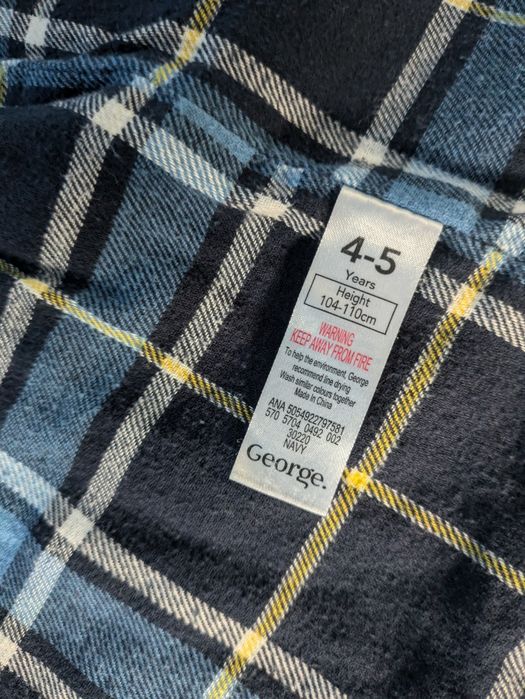 4-5
Years
Height
104-110cm
WARNING
KEEP AWAY FROM FIRE
To help the environment, George
recommend line drying
Wash similar colours together
Made in China
ANA 5054922797581
570 5704 0492 002
30220
NAVY
George.